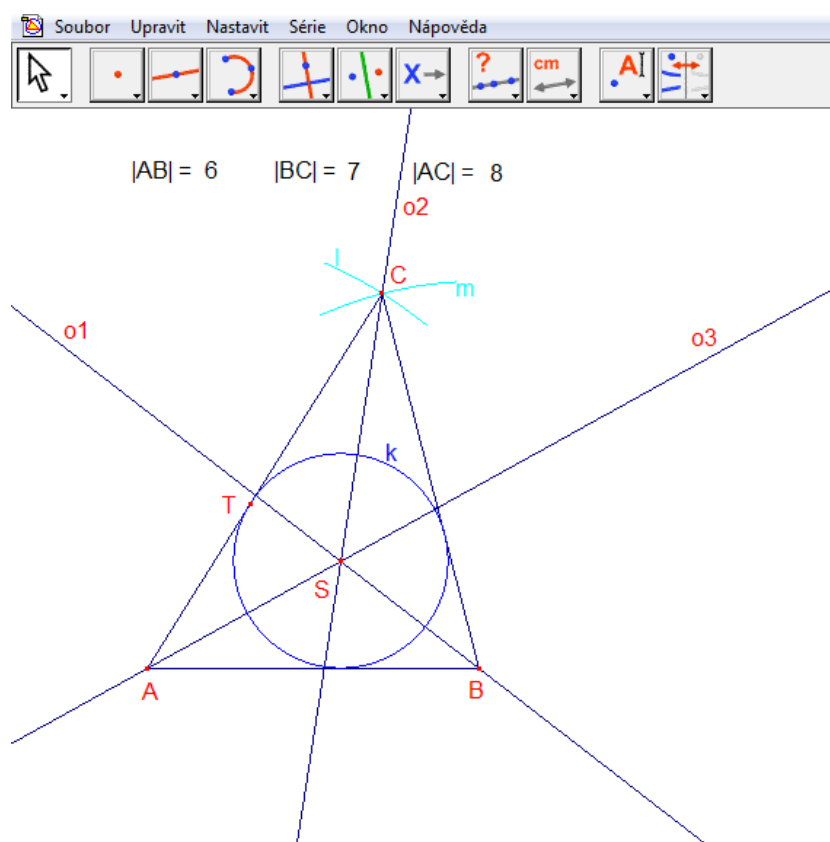 Soubor Upravit Nastavit Série Okno Nápověda
X ? cm A
|AB| = 6 |BC| = 7 |AC| = 8
o2
l
C
m
o1
o3
k
T
S
A
B